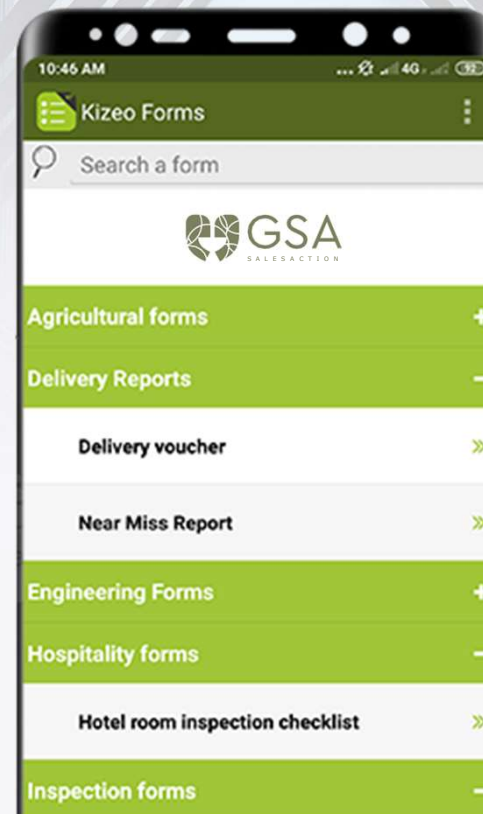 10:46 AM ... 4G 92
Kizeo Forms
Search a form
GSA
SALESACTION
Agricultural forms +
Delivery Reports -
Delivery voucher »
Near Miss Report »
Engineering Forms +
Hospitality forms -
Hotel room inspection checklist »
Inspection forms -